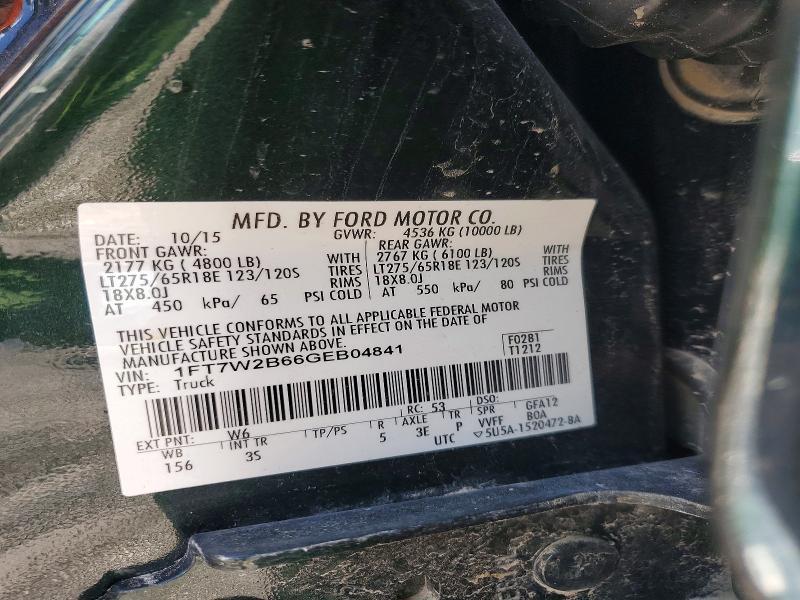 MFD. BY FORD MOTOR CO.
DATE: 10/15 GVWR: 4536 KG (10000 LB)
FRONT GAWR: REAR GAWR:
2177 KG ( 4800 LB) WITH 2767 KG ( 6100 LB) WITH
LT275/65R18E 123/120S TIRES LT275/65R18E 123/120S TIRES
18X8.0J RIMS 18X8.0J RIMS
AT 450 kPa/ 65 PSI COLD AT 550 kPa/ 80 PSI COLD
THIS VEHICLE CONFORMS TO ALL APPLICABLE FEDERAL MOTOR
VEHICLE SAFETY STANDARDS IN EFFECT ON THE DATE OF
MANUFACTURE SHOWN ABOVE.
VIN: 1FT7W2B66GEB04841 F0281
TYPE: Truck T1212
EXT PNT: W6 RC: 53 DSO:
WB INT TR TP/PS R AXLE TR SPR GFA12
156 3S 5 3E P VVFF BOA
UTC ▽5U5A-1520472-BA